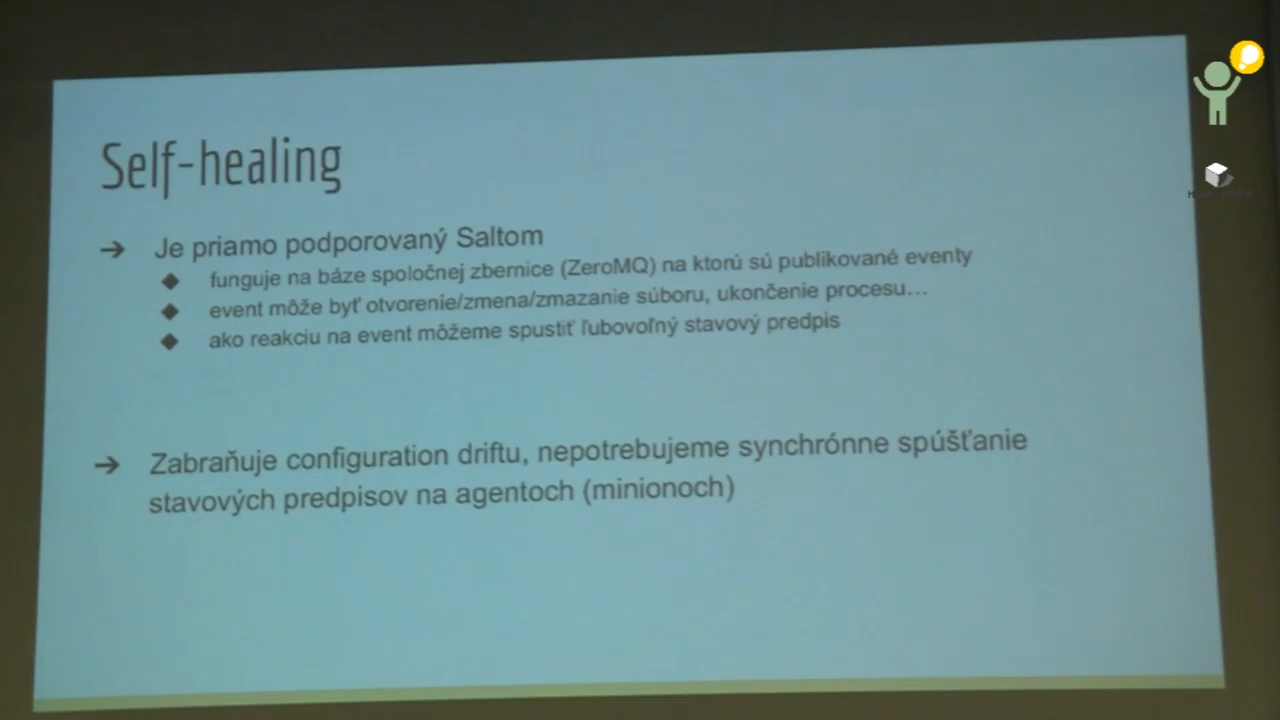 Self-healing
➔ Je priamo podporovaný Saltom
◆ funguje na báze spoločnej zbernice (ZeroMQ) na ktorú sú publikované eventy
◆ event môže byť otvorenie/zmena/zmazanie súboru, ukončenie procesu...
◆ ako reakciu na event môžeme spustiť ľubovoľný stavový predpis
➔ Zabraňuje configuration driftu, nepotrebujeme synchrónne spúšťanie
stavových predpisov na agentoch (minionoch)